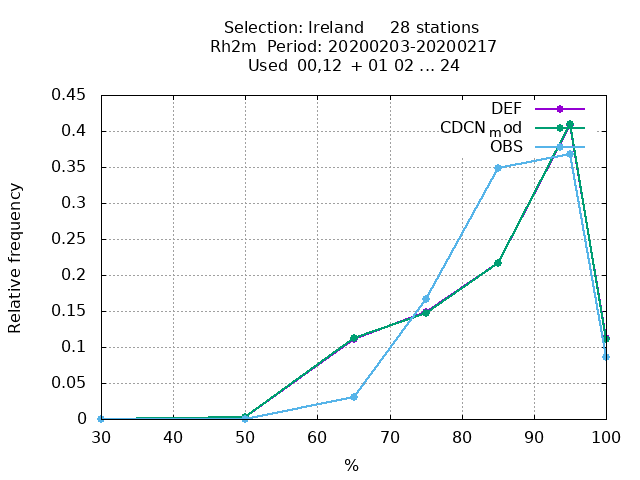 Selection: Ireland 28 stations
Rh2m Period: 20200203-20200217
Used 00,12 + 01 02 ... 24
DEF
CDCN_mod
OBS
Relative frequency
0.45
0.4
0.35
0.3
0.25
0.2
0.15
0.1
0.05
0
30 40 50 60 70 80 90 100
%